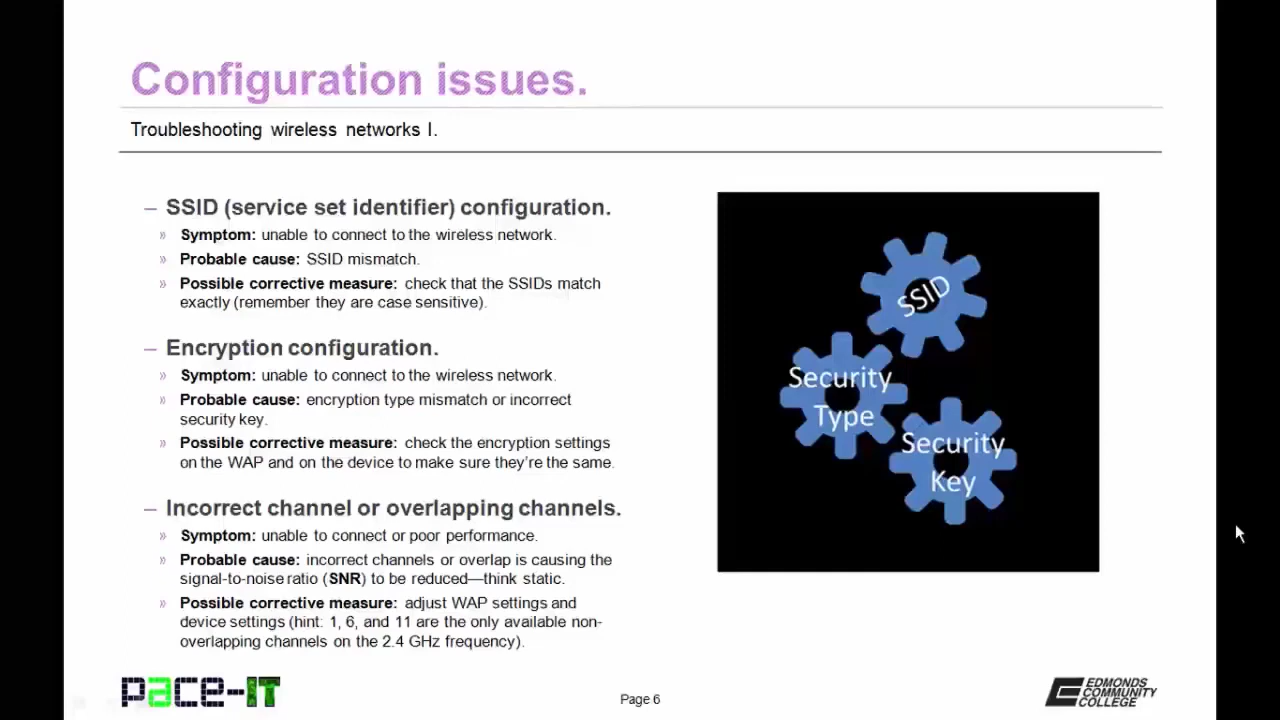 Configuration issues.
Troubleshooting wireless networks I.
– SSID (service set identifier) configuration.
» Symptom: unable to connect to the wireless network.
» Probable cause: SSID mismatch.
» Possible corrective measure: check that the SSIDs match
exactly (remember they are case sensitive).
– Encryption configuration.
» Symptom: unable to connect to the wireless network.
» Probable cause: encryption type mismatch or incorrect
security key.
» Possible corrective measure: check the encryption settings
on the WAP and on the device to make sure they're the same.
– Incorrect channel or overlapping channels.
» Symptom: unable to connect or poor performance.
» Probable cause: incorrect channels or overlap is causing the
signal-to-noise ratio (SNR) to be reduced—think static.
» Possible corrective measure: adjust WAP settings and
device settings (hint: 1, 6, and 11 are the only available non-
overlapping channels on the 2.4 GHz frequency).
SSID
Security
Type
Security
Key
pace-IT
Page 6
EDMONDS
COMMUNITY
COLLEGE